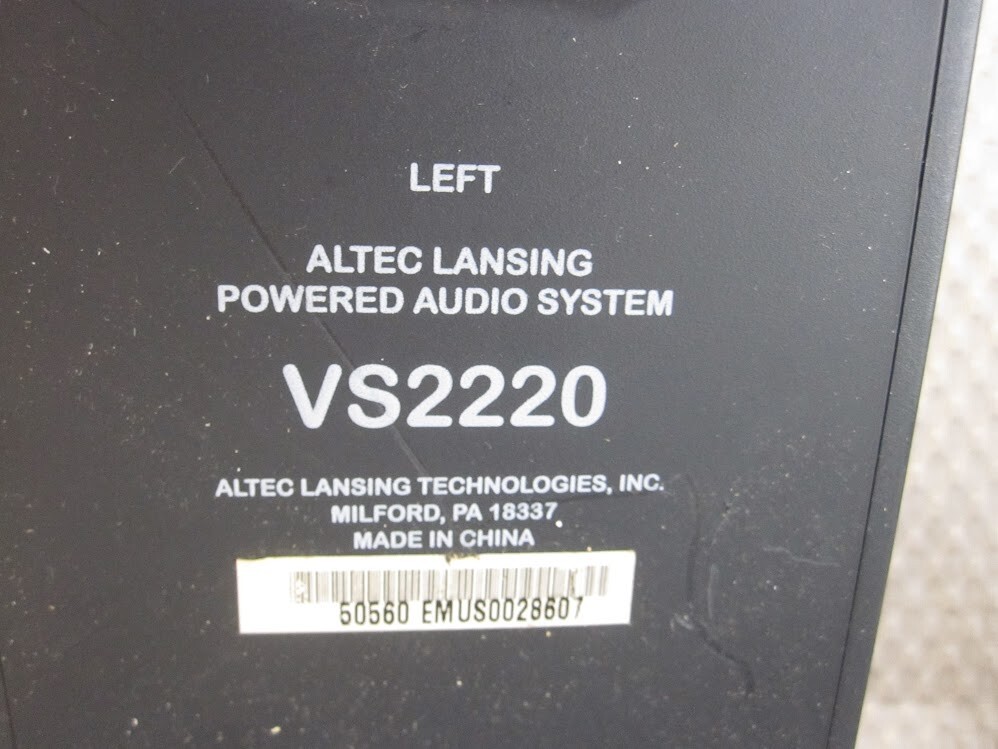 LEFT
ALTEC LANSING
POWERED AUDIO SYSTEM
VS2220
ALTEC LANSING TECHNOLOGIES, INC.
MILFORD, PA 18337
MADE IN CHINA
50560 EMUS0028607